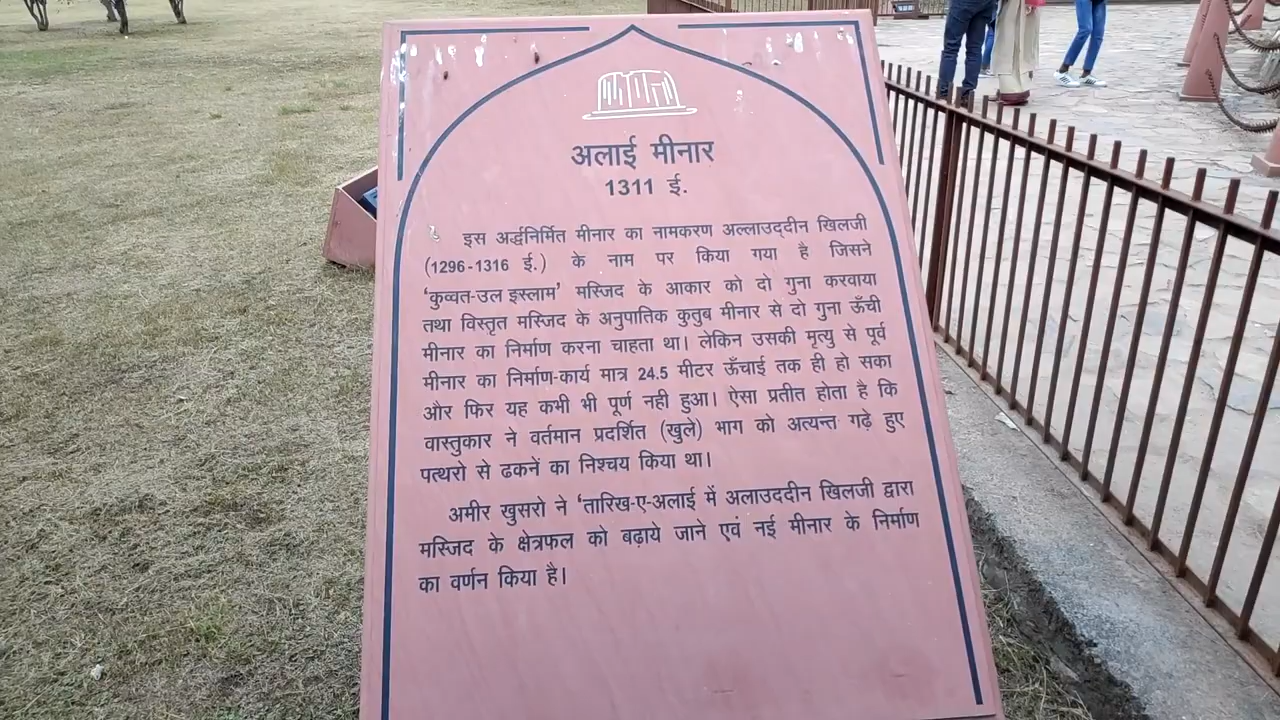 अलाई मीनार
1311 ई.
इस अर्द्धनिर्मित मीनार का नामकरण अल्लाउद्दीन खिलजी
(1296-1316 ई.) के नाम पर किया गया है जिसने
‘कुव्वत-उल इस्लाम’ मस्जिद के आकार को दो गुना करवाया
तथा विस्तृत मस्जिद के अनुपातिक कुतुब मीनार से दो गुना ऊँची
मीनार का निर्माण करना चाहता था। लेकिन उसकी मृत्यु से पूर्व
मीनार का निर्माण-कार्य मात्र 24.5 मीटर ऊँचाई तक ही हो सका
और फिर यह कभी भी पूर्ण नही हुआ। ऐसा प्रतीत होता है कि
वास्तुकार ने वर्तमान प्रदर्शित (खुले) भाग को अत्यन्त गढ़े हुए
पत्थरो से ढकनें का निश्चय किया था।
अमीर खुसरो ने ‘तारिख-ए-अलाई में अलाउददीन खिलजी द्वारा
मस्जिद के क्षेत्रफल को बढ़ाये जाने एवं नई मीनार के निर्माण
का वर्णन किया है।